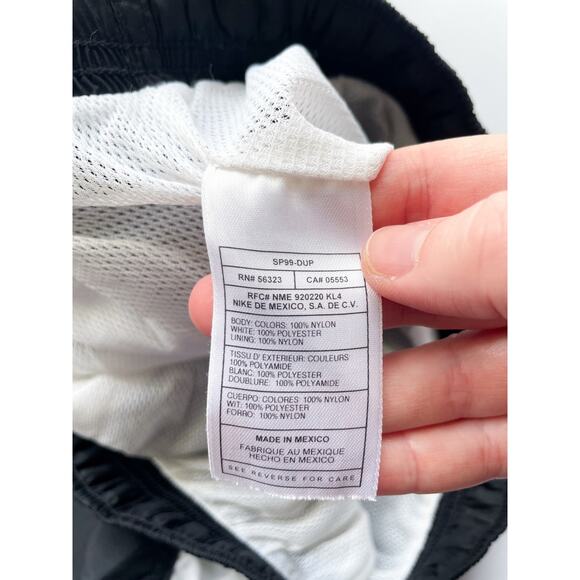 SP99-DUP
RN# 56323 CA# 05553
RFC# NME 920220 KL4
NIKE DE MEXICO, S.A. DE C.V.
BODY: COLORS: 100% NYLON
WHITE: 100% POLYESTER
LINING: 100% NYLON
TISSU D' EXTERIEUR: COULEURS
100% POLYAMIDE
BLANC: 100% POLYESTER
DOUBLURE: 100% POLYAMIDE
CUERPO: COLORES: 100% NYLON
WIT: 100% POLYESTER
FORRO: 100% NYLON
MADE IN MEXICO
FABRIQUE AU MEXIQUE
HECHO EN MEXICO
SEE REVERSE FOR CARE